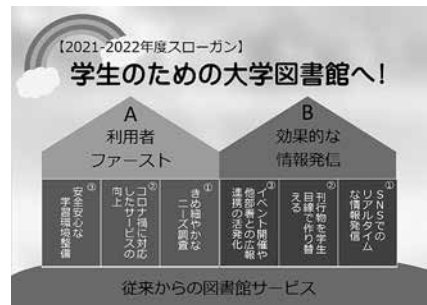 【2021-2022年度スローガン】
学生のための大学図書館へ!
A
利用者
ファースト
B
効果的な
情報発信
①
きめ細やかな
ニーズ調査
②
コロナ禍に対応
したサービスの
向上
③
安全安心な
学習環境整備
①
SNSでの
リアルタイム
な情報発信
②
刊行物を学生
目線で作り替
える
③
イベント開催や
他部署との広報
連携の活発化
従来からの図書館サービス